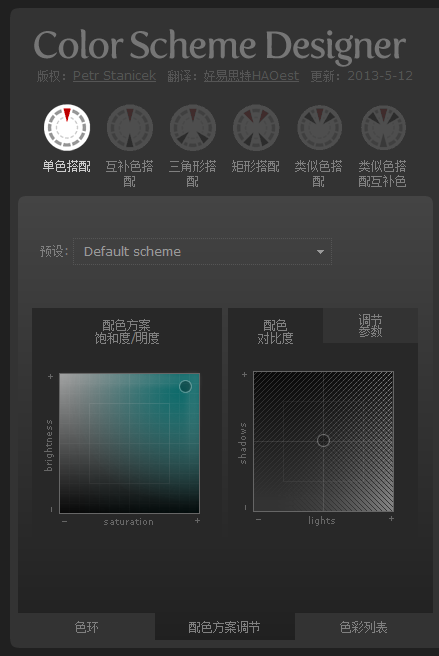 Color Scheme Designer
版权：Petr Stanicek 翻译：好易思特HAOest 更新：2013-5-12
单色搭配 互补色搭 三角形搭 矩形搭配 类似色搭 类似色搭
配 配 配 配互补色
预设： Default scheme
配色方案
饱和度/明度
配色
对比度
调节
参数
+
brightness
−
− saturation +
+
shadows
−
− lights +
色环 配色方案调节 色彩列表